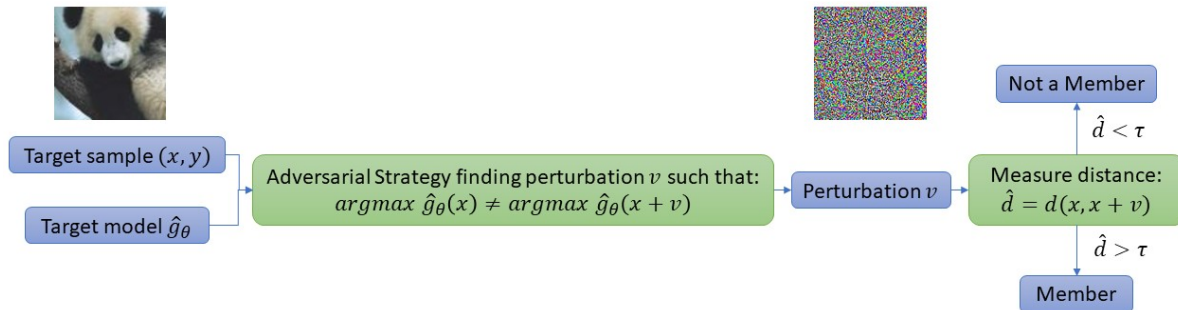 Target sample (x, y)
Target model ĝ_θ
Adversarial Strategy finding perturbation v such that:
argmax ĝ_θ(x) ≠ argmax ĝ_θ(x + v)
Perturbation v
Not a Member
d̂ < τ
Measure distance:
d̂ = d(x, x + v)
d̂ > τ
Member